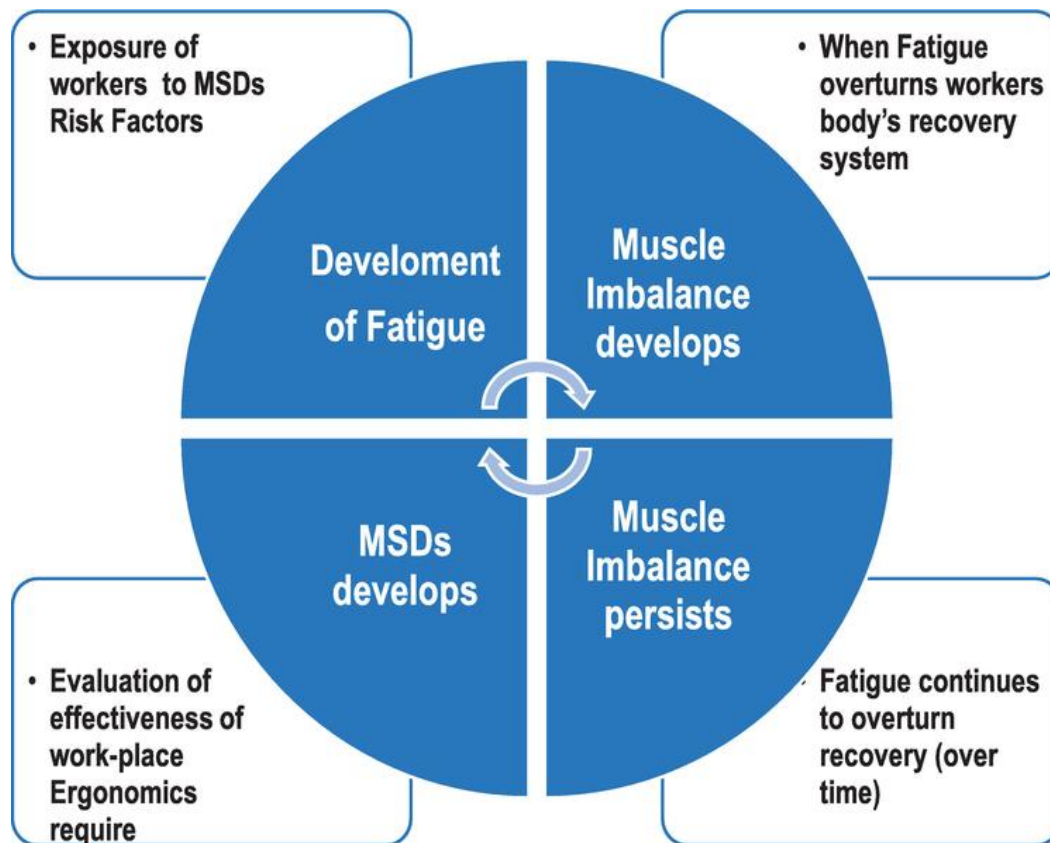 • Exposure of
workers to MSDs
Risk Factors
• When Fatigue
overturns workers
body's recovery
system
Develoment
of Fatigue
Muscle
Imbalance
develops
MSDs
develops
Muscle
Imbalance
persists
• Evaluation of
effectiveness of
work-place
Ergonomics
require
• Fatigue continues
to overturn
recovery (over
time)